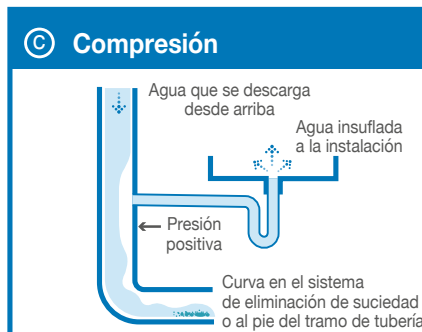 © Compresión
Agua que se descarga
desde arriba
Agua insuflada
a la instalación
Presión
positiva
Curva en el sistema
de eliminación de suciedad
o al pie del tramo de tubería